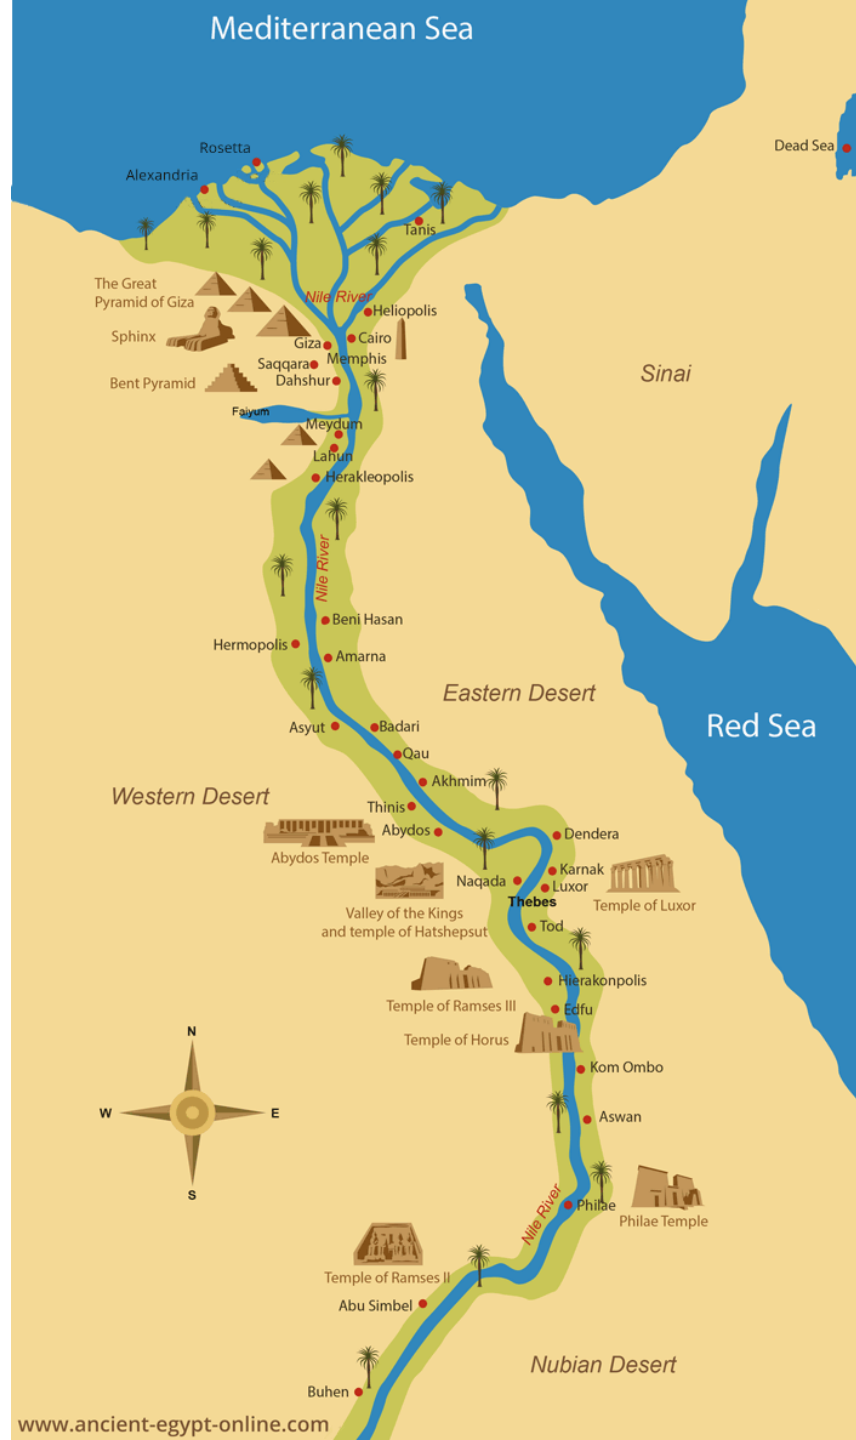 Mediterranean Sea
Rosetta
Dead Sea
Alexandria
Tanis
The Great
Pyramid of Giza
Nile River
Heliopolis
Sphinx
Giza
Cairo
Memphis
Saqqara
Sinai
Bent Pyramid
Dahshur
Faiyum
Meydum
Lahun
Herakleopolis
Nile River
Beni Hasan
Hermopolis
Amarna
Eastern Desert
Asyut
Badari
Red Sea
Qau
Akhmim
Western Desert
Thinis
Abydos
Dendera
Abydos Temple
Karnak
Naqada
Luxor
Thebes
Temple of Luxor
Valley of the Kings
and temple of Hatshepsut
Tod
Hierakonpolis
Temple of Ramses III
Edfu
Temple of Horus
N
Kom Ombo
W
E
Aswan
S
Nile River
Philae
Philae Temple
Temple of Ramses II
Abu Simbel
Nubian Desert
Buhen
www.ancient-egypt-online.com